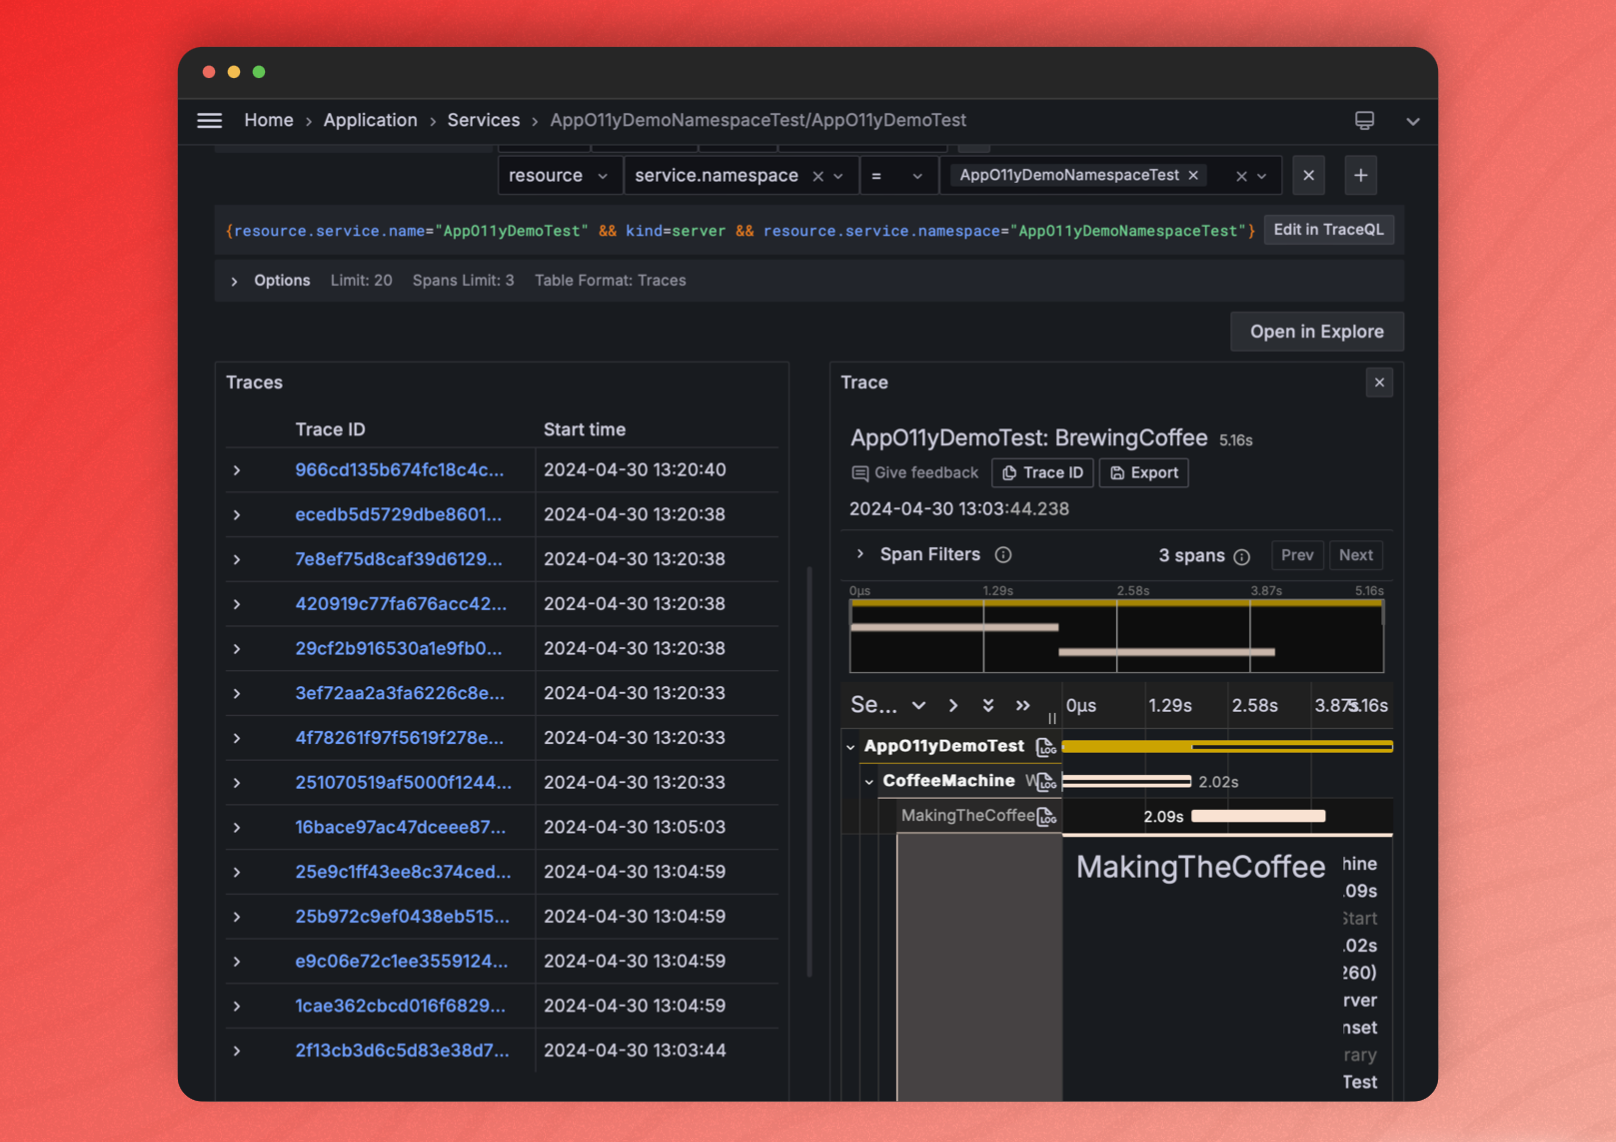 Home › Application › Services › AppO11yDemoNamespaceTest/AppO11yDemoTest
resource service.namespace = AppO11yDemoNamespaceTest
{resource.service.name="AppO11yDemoTest" && kind=server && resource.service.namespace="AppO11yDemoNamespaceTest"} Edit in TraceQL
Options Limit: 20 Spans Limit: 3 Table Format: Traces
Open in Explore
Traces
Trace ID Start time
966cd135b674fc18c4c... 2024-04-30 13:20:40
ecedb5d5729dbe8601... 2024-04-30 13:20:38
7e8ef75d8caf39d6129... 2024-04-30 13:20:38
420919c77fa676acc42... 2024-04-30 13:20:38
29cf2b916530a1e9fb0... 2024-04-30 13:20:38
3ef72aa2a3fa6226c8e... 2024-04-30 13:20:33
4f78261f97f5619f278e... 2024-04-30 13:20:33
251070519af5000f1244... 2024-04-30 13:20:33
16bace97ac47dceee87... 2024-04-30 13:05:03
25e9c1ff43ee8c374ced... 2024-04-30 13:04:59
25b972c9ef0438eb515... 2024-04-30 13:04:59
e9c06e72c1ee3559124... 2024-04-30 13:04:59
1cae362cbcd016f6829... 2024-04-30 13:04:59
2f13cb3d6c5d83e38d7... 2024-04-30 13:03:44
Trace
AppO11yDemoTest: BrewingCoffee 5.16s
Give feedback Trace ID Export
2024-04-30 13:03:44.238
Span Filters 3 spans Prev Next
0μs 1.29s 2.58s 3.87s 5.16s
Se... 0μs 1.29s 2.58s 3.87s 5.16s
AppO11yDemoTest LOG
CoffeeMachine LOG 2.02s
MakingTheCoffee LOG 2.09s
MakingTheCoffee hine
.09s
Start
.02s
260)
rver
nset
rary
Test